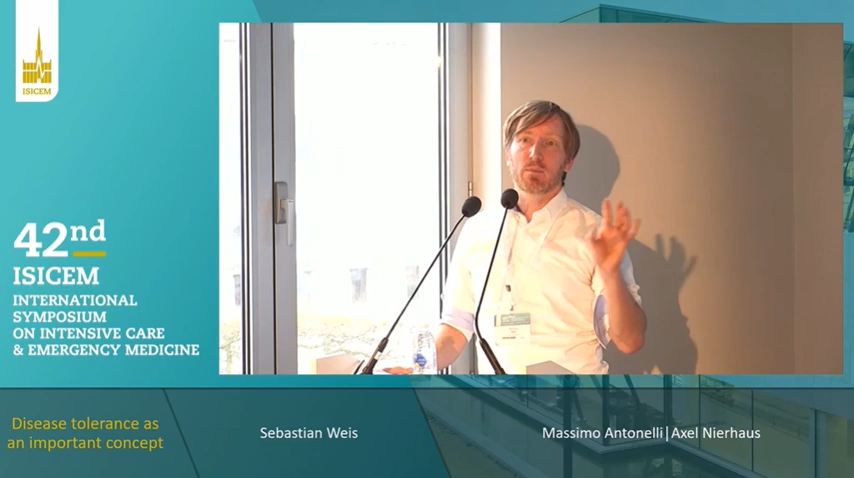 ISICEM
42nd
ISICEM
INTERNATIONAL
SYMPOSIUM
ON INTENSIVE CARE
& EMERGENCY MEDICINE
Disease tolerance as
an important concept
Sebastian Weis
Massimo Antonelli|Axel Nierhaus